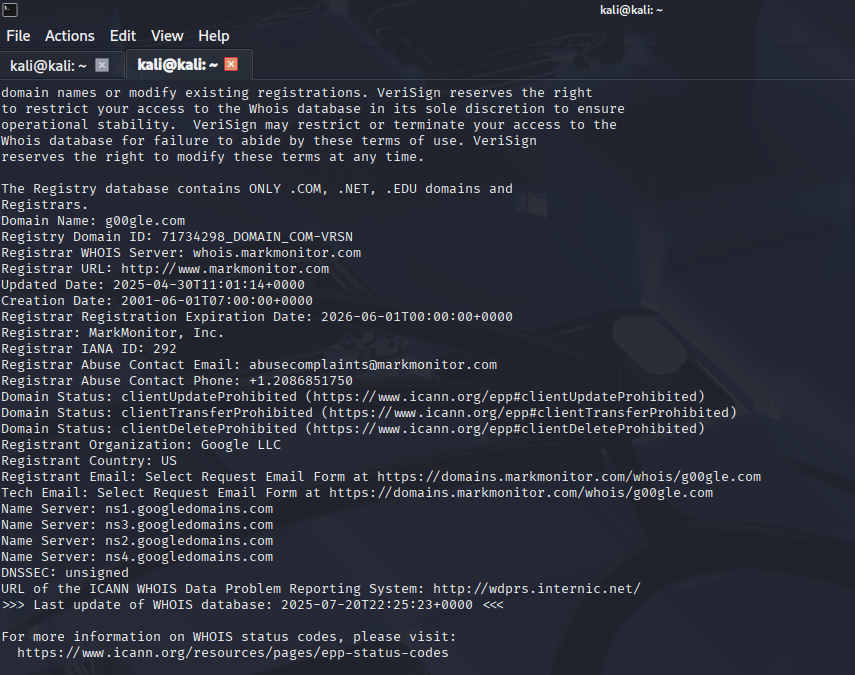 kali@kali: ~
File Actions Edit View Help
kali@kali: ~ kali@kali: ~
domain names or modify existing registrations. VeriSign reserves the right
to restrict your access to the Whois database in its sole discretion to ensure
operational stability.  VeriSign may restrict or terminate your access to the
Whois database for failure to abide by these terms of use. VeriSign
reserves the right to modify these terms at any time.

The Registry database contains ONLY .COM, .NET, .EDU domains and
Registrars.
Domain Name: g00gle.com
Registry Domain ID: 71734298_DOMAIN_COM-VRSN
Registrar WHOIS Server: whois.markmonitor.com
Registrar URL: http://www.markmonitor.com
Updated Date: 2025-04-30T11:01:14+0000
Creation Date: 2001-06-01T07:00:00+0000
Registrar Registration Expiration Date: 2026-06-01T00:00:00+0000
Registrar: MarkMonitor, Inc.
Registrar IANA ID: 292
Registrar Abuse Contact Email: abusecomplaints@markmonitor.com
Registrar Abuse Contact Phone: +1.2086851750
Domain Status: clientUpdateProhibited (https://www.icann.org/epp#clientUpdateProhibited)
Domain Status: clientTransferProhibited (https://www.icann.org/epp#clientTransferProhibited)
Domain Status: clientDeleteProhibited (https://www.icann.org/epp#clientDeleteProhibited)
Registrant Organization: Google LLC
Registrant Country: US
Registrant Email: Select Request Email Form at https://domains.markmonitor.com/whois/g00gle.com
Tech Email: Select Request Email Form at https://domains.markmonitor.com/whois/g00gle.com
Name Server: ns1.googledomains.com
Name Server: ns3.googledomains.com
Name Server: ns2.googledomains.com
Name Server: ns4.googledomains.com
DNSSEC: unsigned
URL of the ICANN WHOIS Data Problem Reporting System: http://wdprs.internic.net/
>>> Last update of WHOIS database: 2025-07-20T22:25:23+0000 <<<

For more information on WHOIS status codes, please visit:
  https://www.icann.org/resources/pages/epp-status-codes